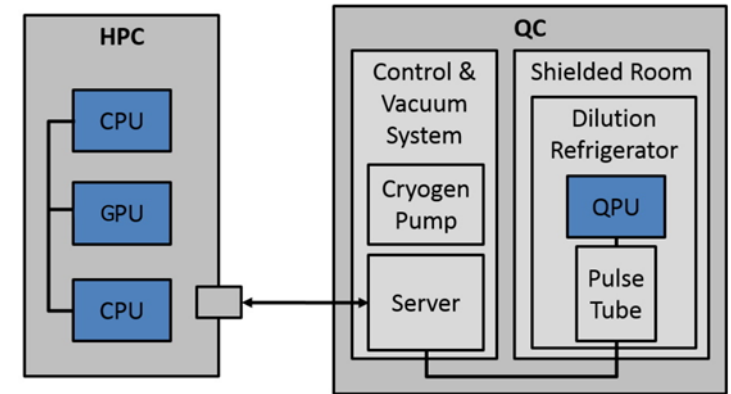 HPC
CPU
GPU
CPU
QC
Control &
Vacuum
System
Cryogen
Pump
Server
Shielded Room
Dilution
Refrigerator
QPU
Pulse
Tube